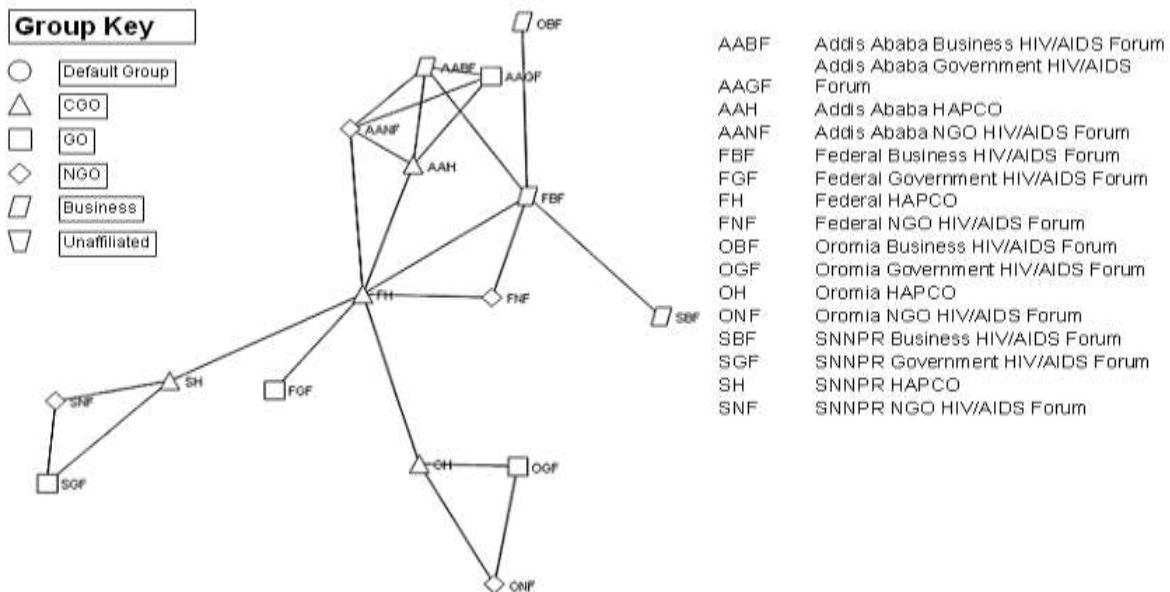 Group Key
Default Group
CGO
GO
NGO
Business
Unaffiliated
OBF
AABF
AAGF
AANF
AAH
FBF
FH
FNF
SBF
SH
FGF
SNF
SGF
OH
OGF
ONF
AABF Addis Ababa Business HIV/AIDS Forum
Addis Ababa Government HIV/AIDS
AAGF Forum
AAH Addis Ababa HAPCO
AANF Addis Ababa NGO HIV/AIDS Forum
FBF Federal Business HIV/AIDS Forum
FGF Federal Government HIV/AIDS Forum
FH Federal HAPCO
FNF Federal NGO HIV/AIDS Forum
OBF Oromia Business HIV/AIDS Forum
OGF Oromia Government HIV/AIDS Forum
OH Oromia HAPCO
ONF Oromia NGO HIV/AIDS Forum
SBF SNNPR Business HIV/AIDS Forum
SGF SNNPR Government HIV/AIDS Forum
SH SNNPR HAPCO
SNF SNNPR NGO HIV/AIDS Forum